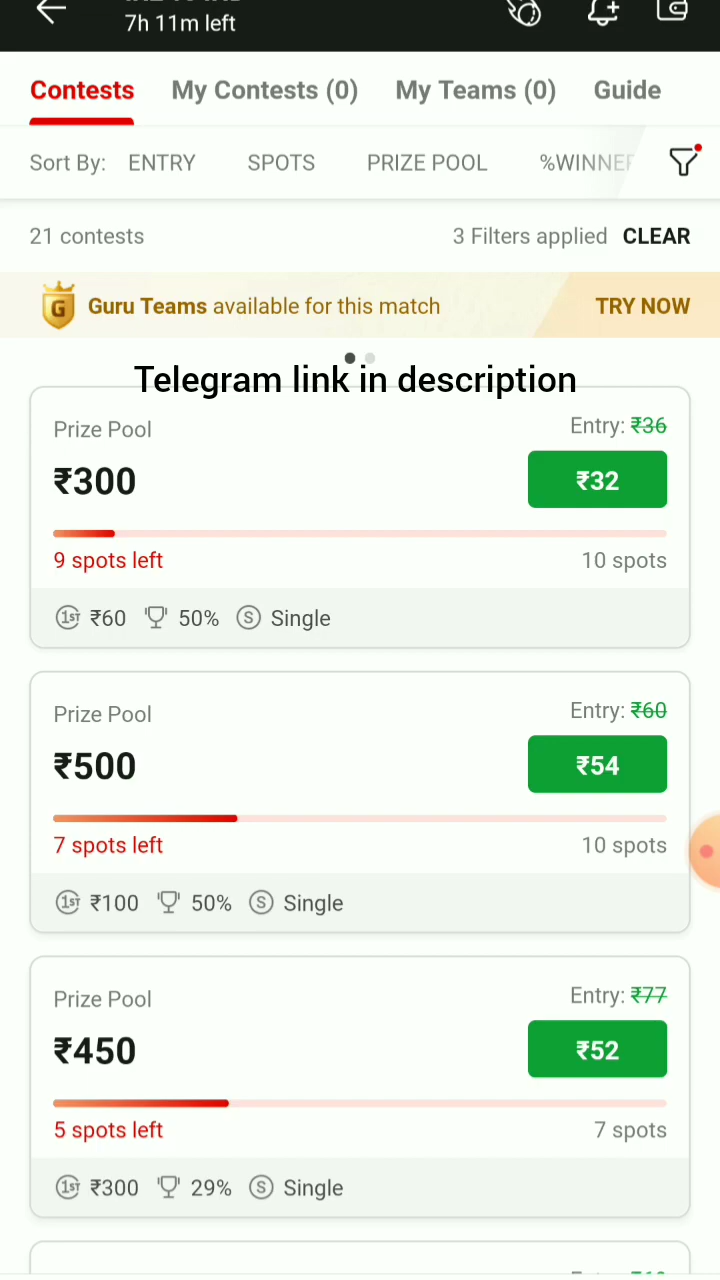 7h 11m left
Contests My Contests (0) My Teams (0) Guide
Sort By: ENTRY SPOTS PRIZE POOL
21 contests 3 Filters applied CLEAR
G Guru Teams available for this match TRY NOW
Telegram link in description
Prize Pool Entry: ₹36
₹300 ₹32
9 spots left 10 spots
1ST ₹60 50% S Single
Prize Pool Entry: ₹60
₹500 ₹54
7 spots left 10 spots
1ST ₹100 50% S Single
Prize Pool Entry: ₹77
₹450 ₹52
5 spots left 7 spots
1ST ₹300 29% S Single